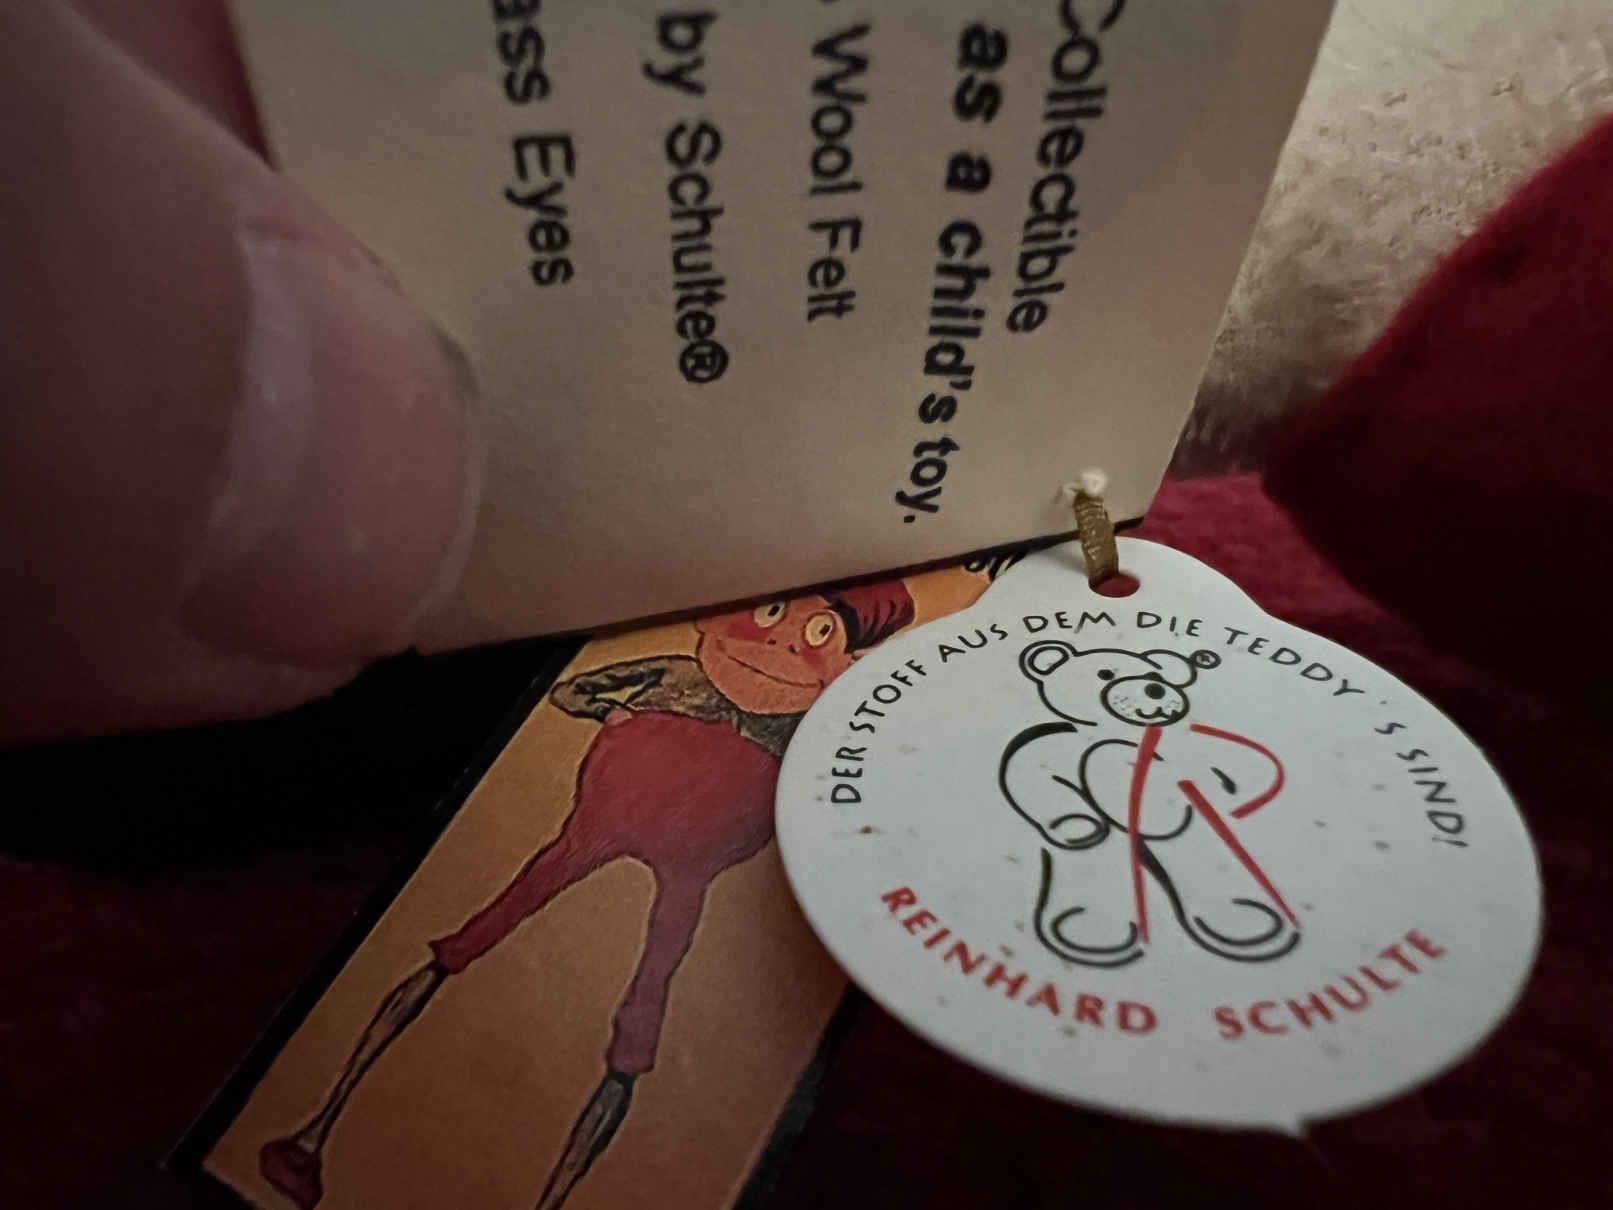 Collectible
as a child's toy.
Wool Felt
by Schulte®
ass Eyes
DER STOFF AUS DEM DIE TEDDY'S SIND!
REINHARD SCHULTE